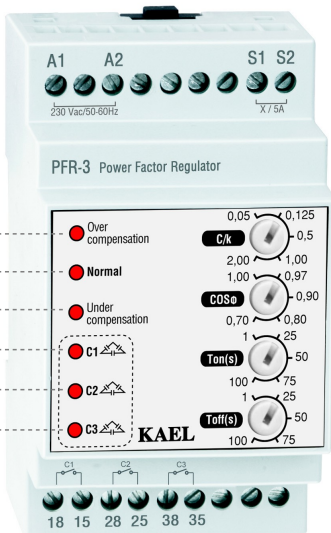 A1 A2 S1 S2
230 Vac/50-60Hz X / 5A
PFR-3 Power Factor Regulator
Over
compensation
Normal
Under
compensation
C1
C2
C3
KAEL
C/k
0,05 0,125
0,5
2,00 1,00
COSφ
1,00 0,97
0,90
0,70 0,80
Ton(s)
1 25
50
100 75
Toff(s)
1 25
50
100 75
C1 C2 C3
18 15 28 25 38 35